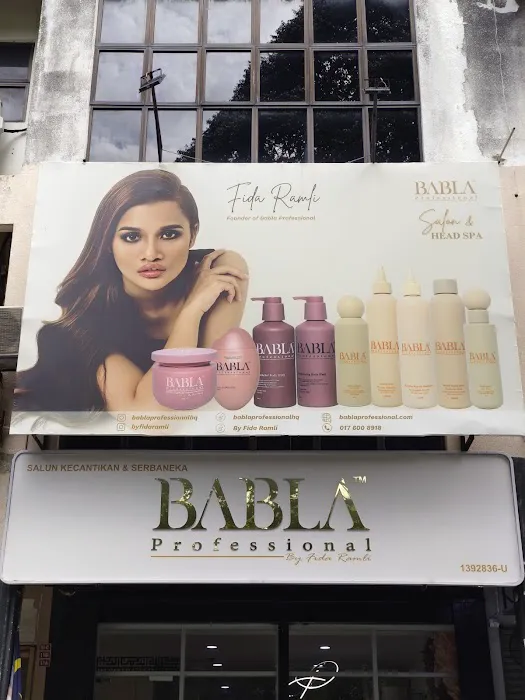 Fida Ramli
Founder of Babla Professional
BABLA
Professional
Salon &
HEAD SPA
BABLA
BABLA
BABLA
BABLA
BABLA
BABLA
BABLA
BABLA
BABLA
bablaprofessionalhq
bablaprofessionalhq
bablaprofessional.com
byfidaramli
By Fida Ramli
017 800 8918
SALUN KECANTIKAN & SERBANEKA
BABLA™
Professional
By Fida Ramli
1392836-U